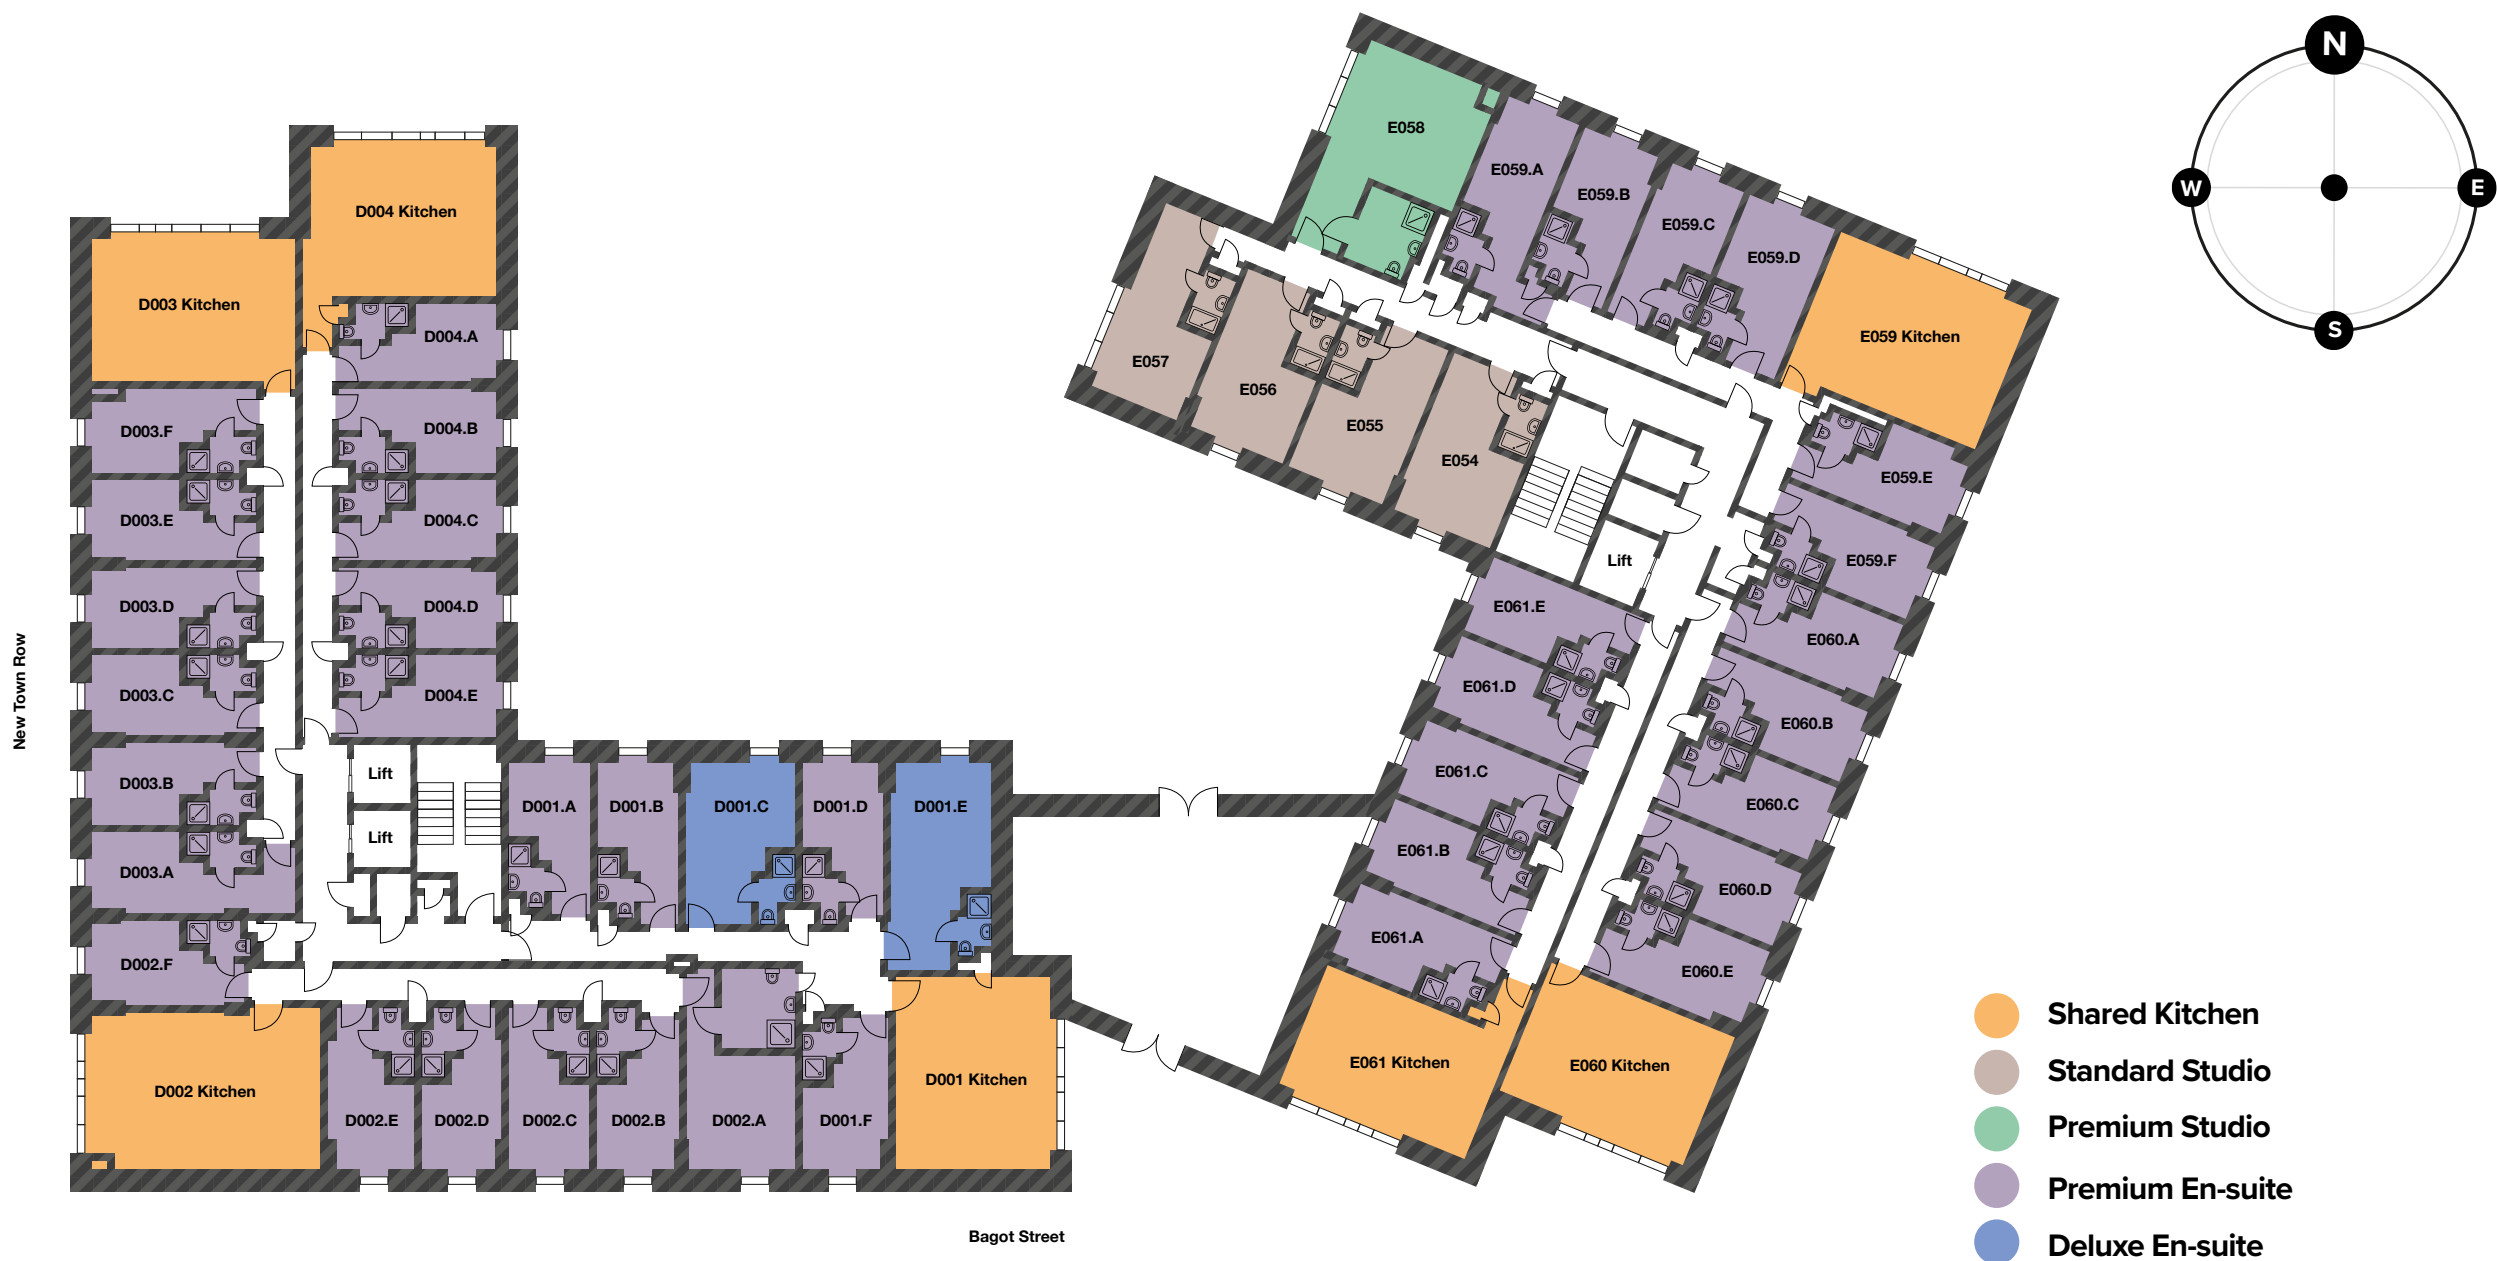 N
W
E
S
E058
E059.A
E059.B
E059.C
E059.D
E059 Kitchen
E057
E056
E055
E054
E059.E
E059.F
Lift
E060.A
E060.B
E060.C
E060.D
E060.E
E060 Kitchen
E061.E
E061.D
E061.C
E061.B
E061.A
E061 Kitchen
D004 Kitchen
D003 Kitchen
D004.A
D004.B
D004.C
D004.D
D004.E
D003.F
D003.E
D003.D
D003.C
D003.B
D003.A
D002.F
Lift
Lift
D001.A
D001.B
D001.C
D001.D
D001.E
D002 Kitchen
D002.E
D002.D
D002.C
D002.B
D002.A
D001.F
D001 Kitchen
New Town Row
Bagot Street
Shared Kitchen
Standard Studio
Premium Studio
Premium En-suite
Deluxe En-suite